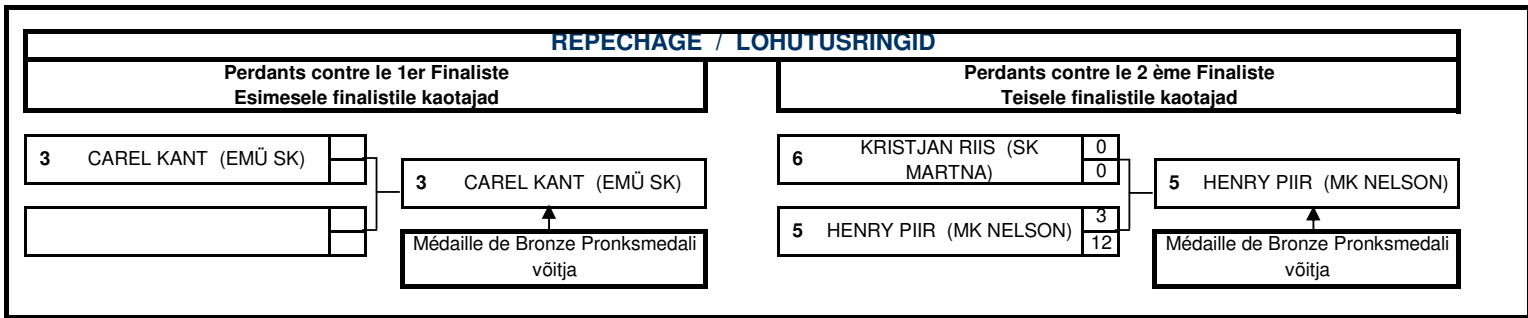 REPECHAGE / LOHUTUSRINGID
Perdants contre le 1er Finaliste
Esimesele finalistile kaotajad
Perdants contre le 2 ème Finaliste
Teisele finalistile kaotajad
3 CAREL KANT (EMÜ SK)
3 CAREL KANT (EMÜ SK)
Médaille de Bronze Pronksmedali
võitja
6 KRISTJAN RIIS (SK
MARTNA)
0
0
5 HENRY PIIR (MK NELSON)
3
12
5 HENRY PIIR (MK NELSON)
Médaille de Bronze Pronksmedali
võitja